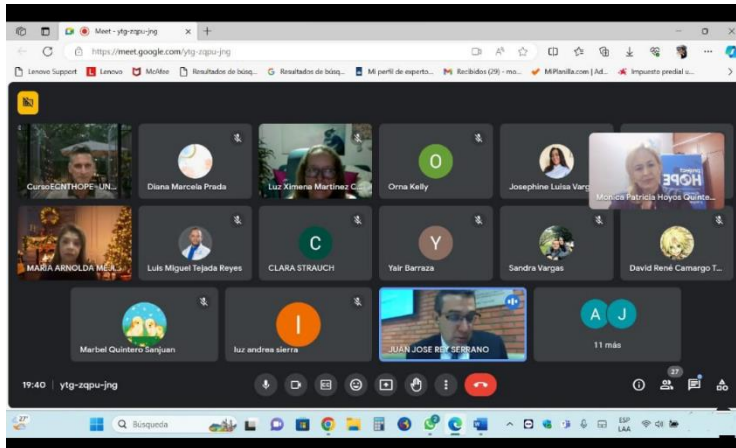 Meet - ytg-zqpu-jng
https://meet.google.com/ytg-zqpu-jng
Lenovo Support
Lenovo
McAfee
Resultados de búsq...
Resultados de búsq...
Mi perfil de experto...
Recibidos (29) - mo...
MiPlanilla.com | Ad...
Impuesto predial u...
CursoECNTHOPE-UN...
Diana Marcela Prada
Luz Ximena Martinez C...
O
Orna Kelly
Josephine Luisa Varg
HOPE
Monica Patricia Hoyos Quinte...
MARIA ARNOLDA MEJL...
Luis Miguel Tejada Reyes
C
CLARA STRAUCH
Y
Yair Barraza
Sandra Vargas
David René Camargo T...
Marbel Quintero Sanjuan
I
luz andrea sierra
JUAN JOSE REY SERRANO
A J
11 más
19:40 | ytg-zqpu-jng
27
27°
Búsqueda
ESP
LAA